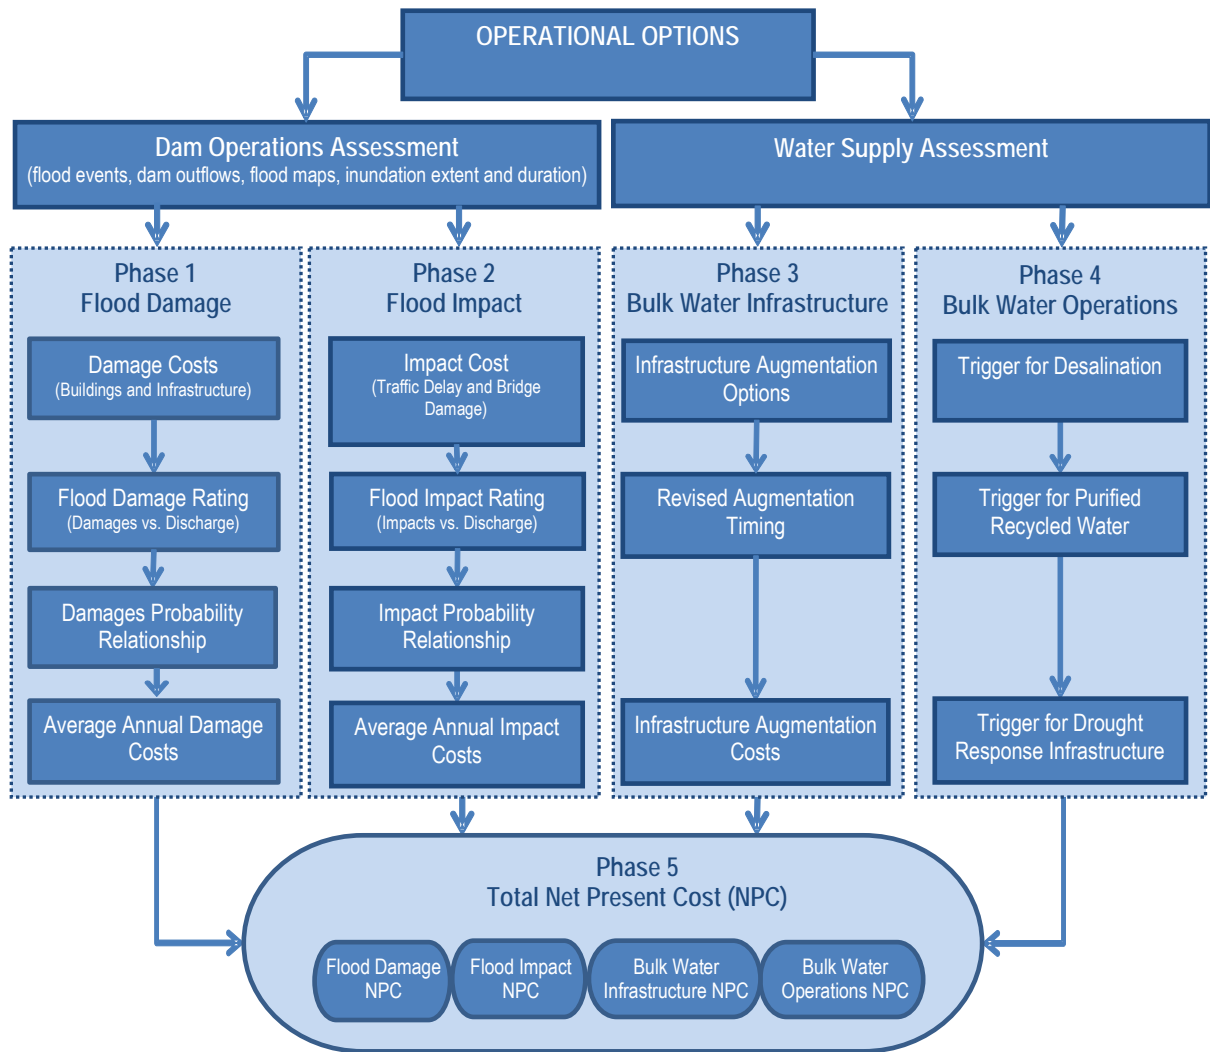 OPERATIONAL OPTIONS
Dam Operations Assessment
(flood events, dam outflows, flood maps, inundation extent and duration)
Water Supply Assessment
Phase 1
Flood Damage
Damage Costs
(Buildings and Infrastructure)
Flood Damage Rating
(Damages vs. Discharge)
Damages Probability
Relationship
Average Annual Damage
Costs
Phase 2
Flood Impact
Impact Cost
(Traffic Delay and Bridge
Damage)
Flood Impact Rating
(Impacts vs. Discharge)
Impact Probability
Relationship
Average Annual Impact
Costs
Phase 3
Bulk Water Infrastructure
Infrastructure Augmentation
Options
Revised Augmentation
Timing
Infrastructure Augmentation
Costs
Phase 4
Bulk Water Operations
Trigger for Desalination
Trigger for Purified
Recycled Water
Trigger for Drought
Response Infrastructure
Phase 5
Total Net Present Cost (NPC)
Flood Damage
NPC
Flood Impact
NPC
Bulk Water
Infrastructure NPC
Bulk Water
Operations NPC